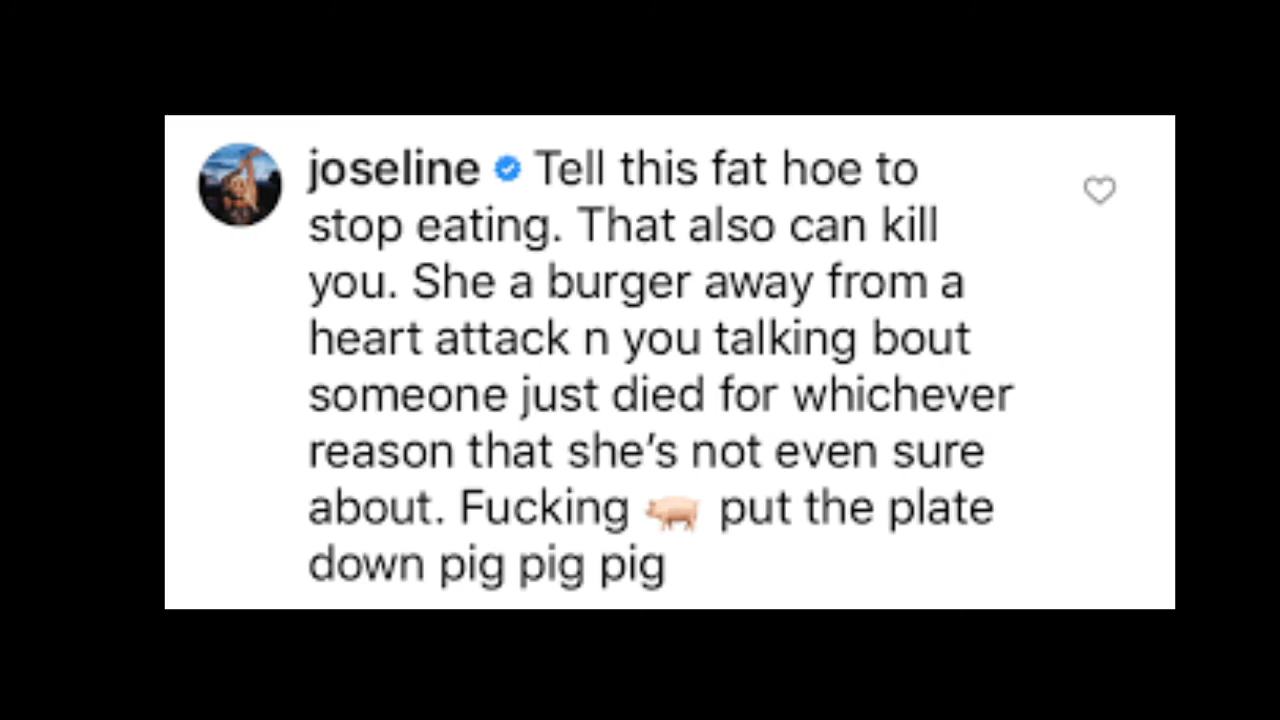 joseline Tell this fat hoe to
stop eating. That also can kill
you. She a burger away from a
heart attack n you talking bout
someone just died for whichever
reason that she’s not even sure
about. Fucking 🐖 put the plate
down pig pig pig